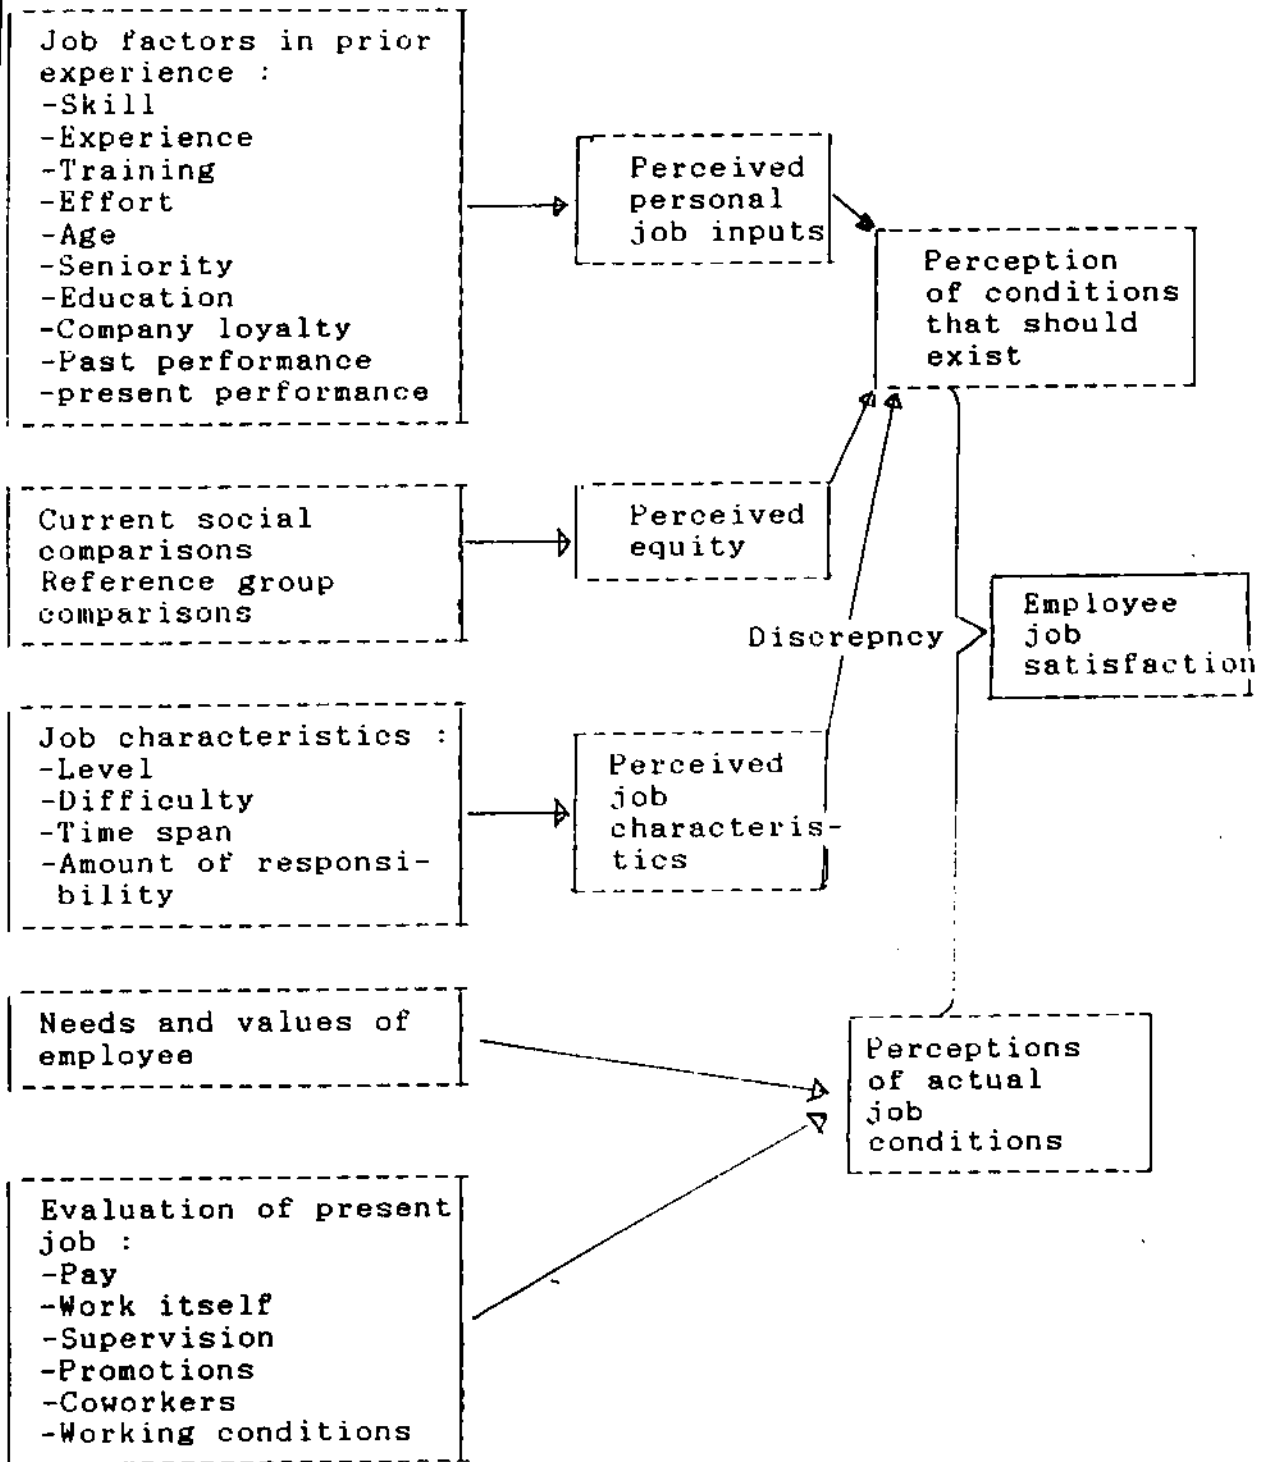 Job factors in prior
experience :
-Skill
-Experience
-Training
-Effort
-Age
-Seniority
-Education
-Company loyalty
-Past performance
-present performance
Perceived
personal
job inputs
Perception
of conditions
that should
exist
Current social
comparisons
Reference group
comparisons
Perceived
equity
Discrepncy
Employee
job
satisfaction
Job characteristics :
-Level
-Difficulty
-Time span
-Amount of responsi-
bility
Perceived
job
characteris-
tics
Needs and values of
employee
Perceptions
of actual
job
conditions
Evaluation of present
job :
-Pay
-Work itself
-Supervision
-Promotions
-Coworkers
-Working conditions